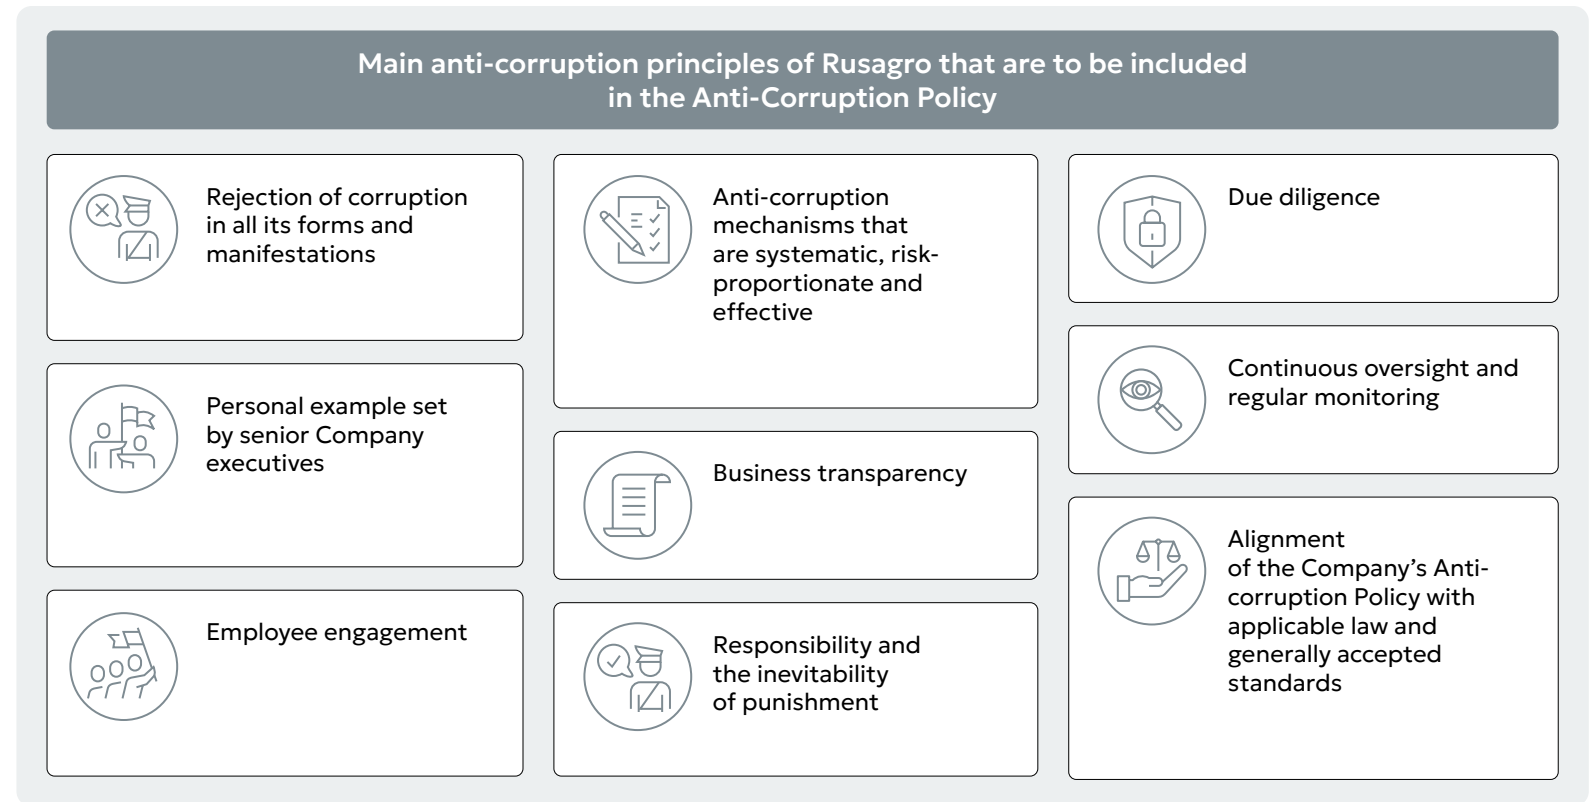 Main anti-corruption principles of Rusagro that are to be included
in the Anti-Corruption Policy
Rejection of corruption
in all its forms and
manifestations
Personal example set
by senior Company
executives
Employee engagement
Anti-corruption
mechanisms that
are systematic, risk-
proportionate and
effective
Business transparency
Responsibility and
the inevitability
of punishment
Due diligence
Continuous oversight and
regular monitoring
Alignment
of the Company’s Anti-
corruption Policy with
applicable law and
generally accepted
standards